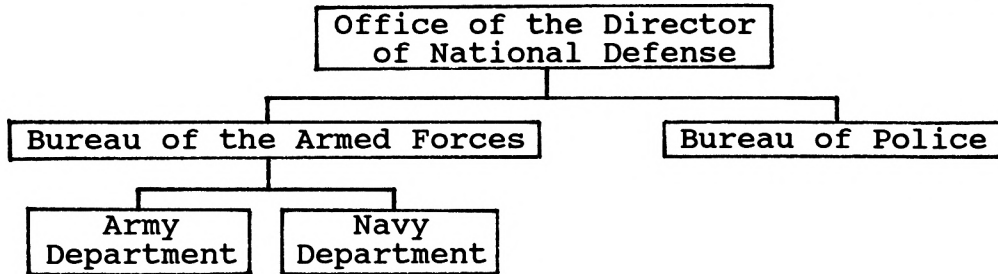 Office of the Director
of National Defense
Bureau of the Armed Forces
Bureau of Police
Army
Department
Navy
Department